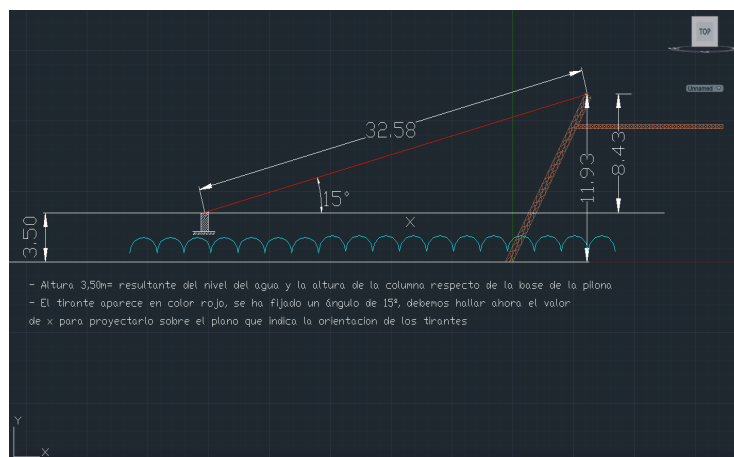 TOP
Unnamed
32.58
15°
8.43
11.93
3.50
X
- Altura 3,50m= resultante del nivel del agua y la altura de la columna respecto de la base de la pilona
- El tirante aparece en color rojo, se ha fijado un ángulo de 15º, debemos hallar ahora el valor
de x para proyectarlo sobre el plano que indica la orientacion de los tirantes
Y
X